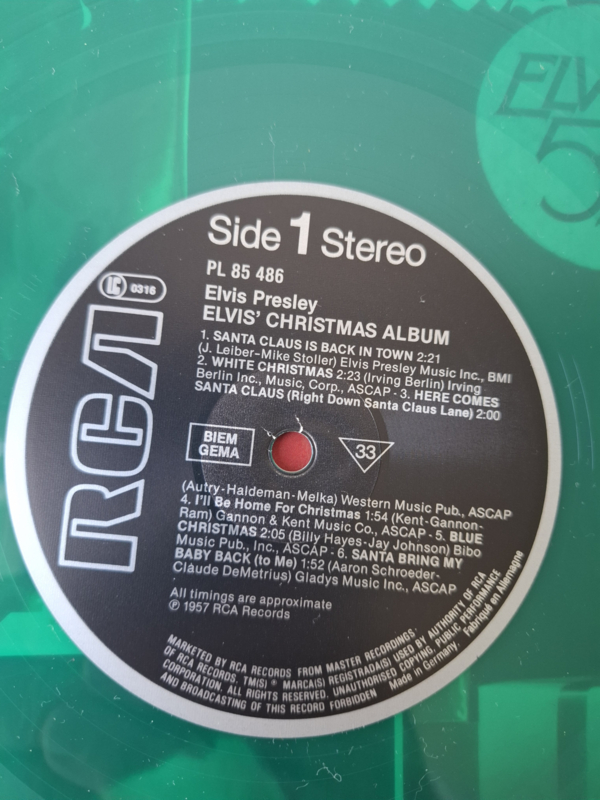 ELV
5
Side 1 Stereo
PL 85 486
LC 0316
Elvis Presley
ELVIS' CHRISTMAS ALBUM
1. SANTA CLAUS IS BACK IN TOWN 2:21
(J. Leiber-Mike Stoller) Elvis Presley Music Inc., BMI
2. WHITE CHRISTMAS 2:23 (Irving Berlin) Irving
Berlin Inc., Music, Corp., ASCAP · 3. HERE COMES
SANTA CLAUS (Right Down Santa Claus Lane) 2:00
RCA
BIEM
GEMA
33
(Autry-Haldeman-Melka) Western Music Pub., ASCAP
4. I'll Be Home For Christmas 1:54 (Kent-Gannon-
Ram) Gannon & Kent Music Co., ASCAP · 5. BLUE
CHRISTMAS 2:05 (Billy Hayes-Jay Johnson) Bibo
Music Pub., Inc., ASCAP · 6. SANTA BRING MY
BABY BACK (to Me) 1:52 (Aaron Schroeder-
Claude DeMetrius) Gladys Music Inc., ASCAP
All timings are approximate
℗ 1957 RCA Records
MARKETED BY RCA RECORDS FROM MASTER RECORDINGS
OF RCA RECORDS. TM(S) ® MARCA(S) REGISTRADA(S) USED BY AUTHORITY OF RCA
CORPORATION. ALL RIGHTS RESERVED. UNAUTHORISED COPYING, PUBLIC PERFORMANCE
AND BROADCASTING OF THIS RECORD FORBIDDEN Made in Germany. Fabriqué en Allemagne